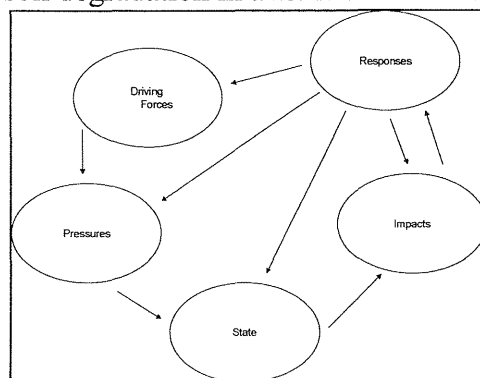 Responses
Driving
Forces
Pressures
Impacts
State